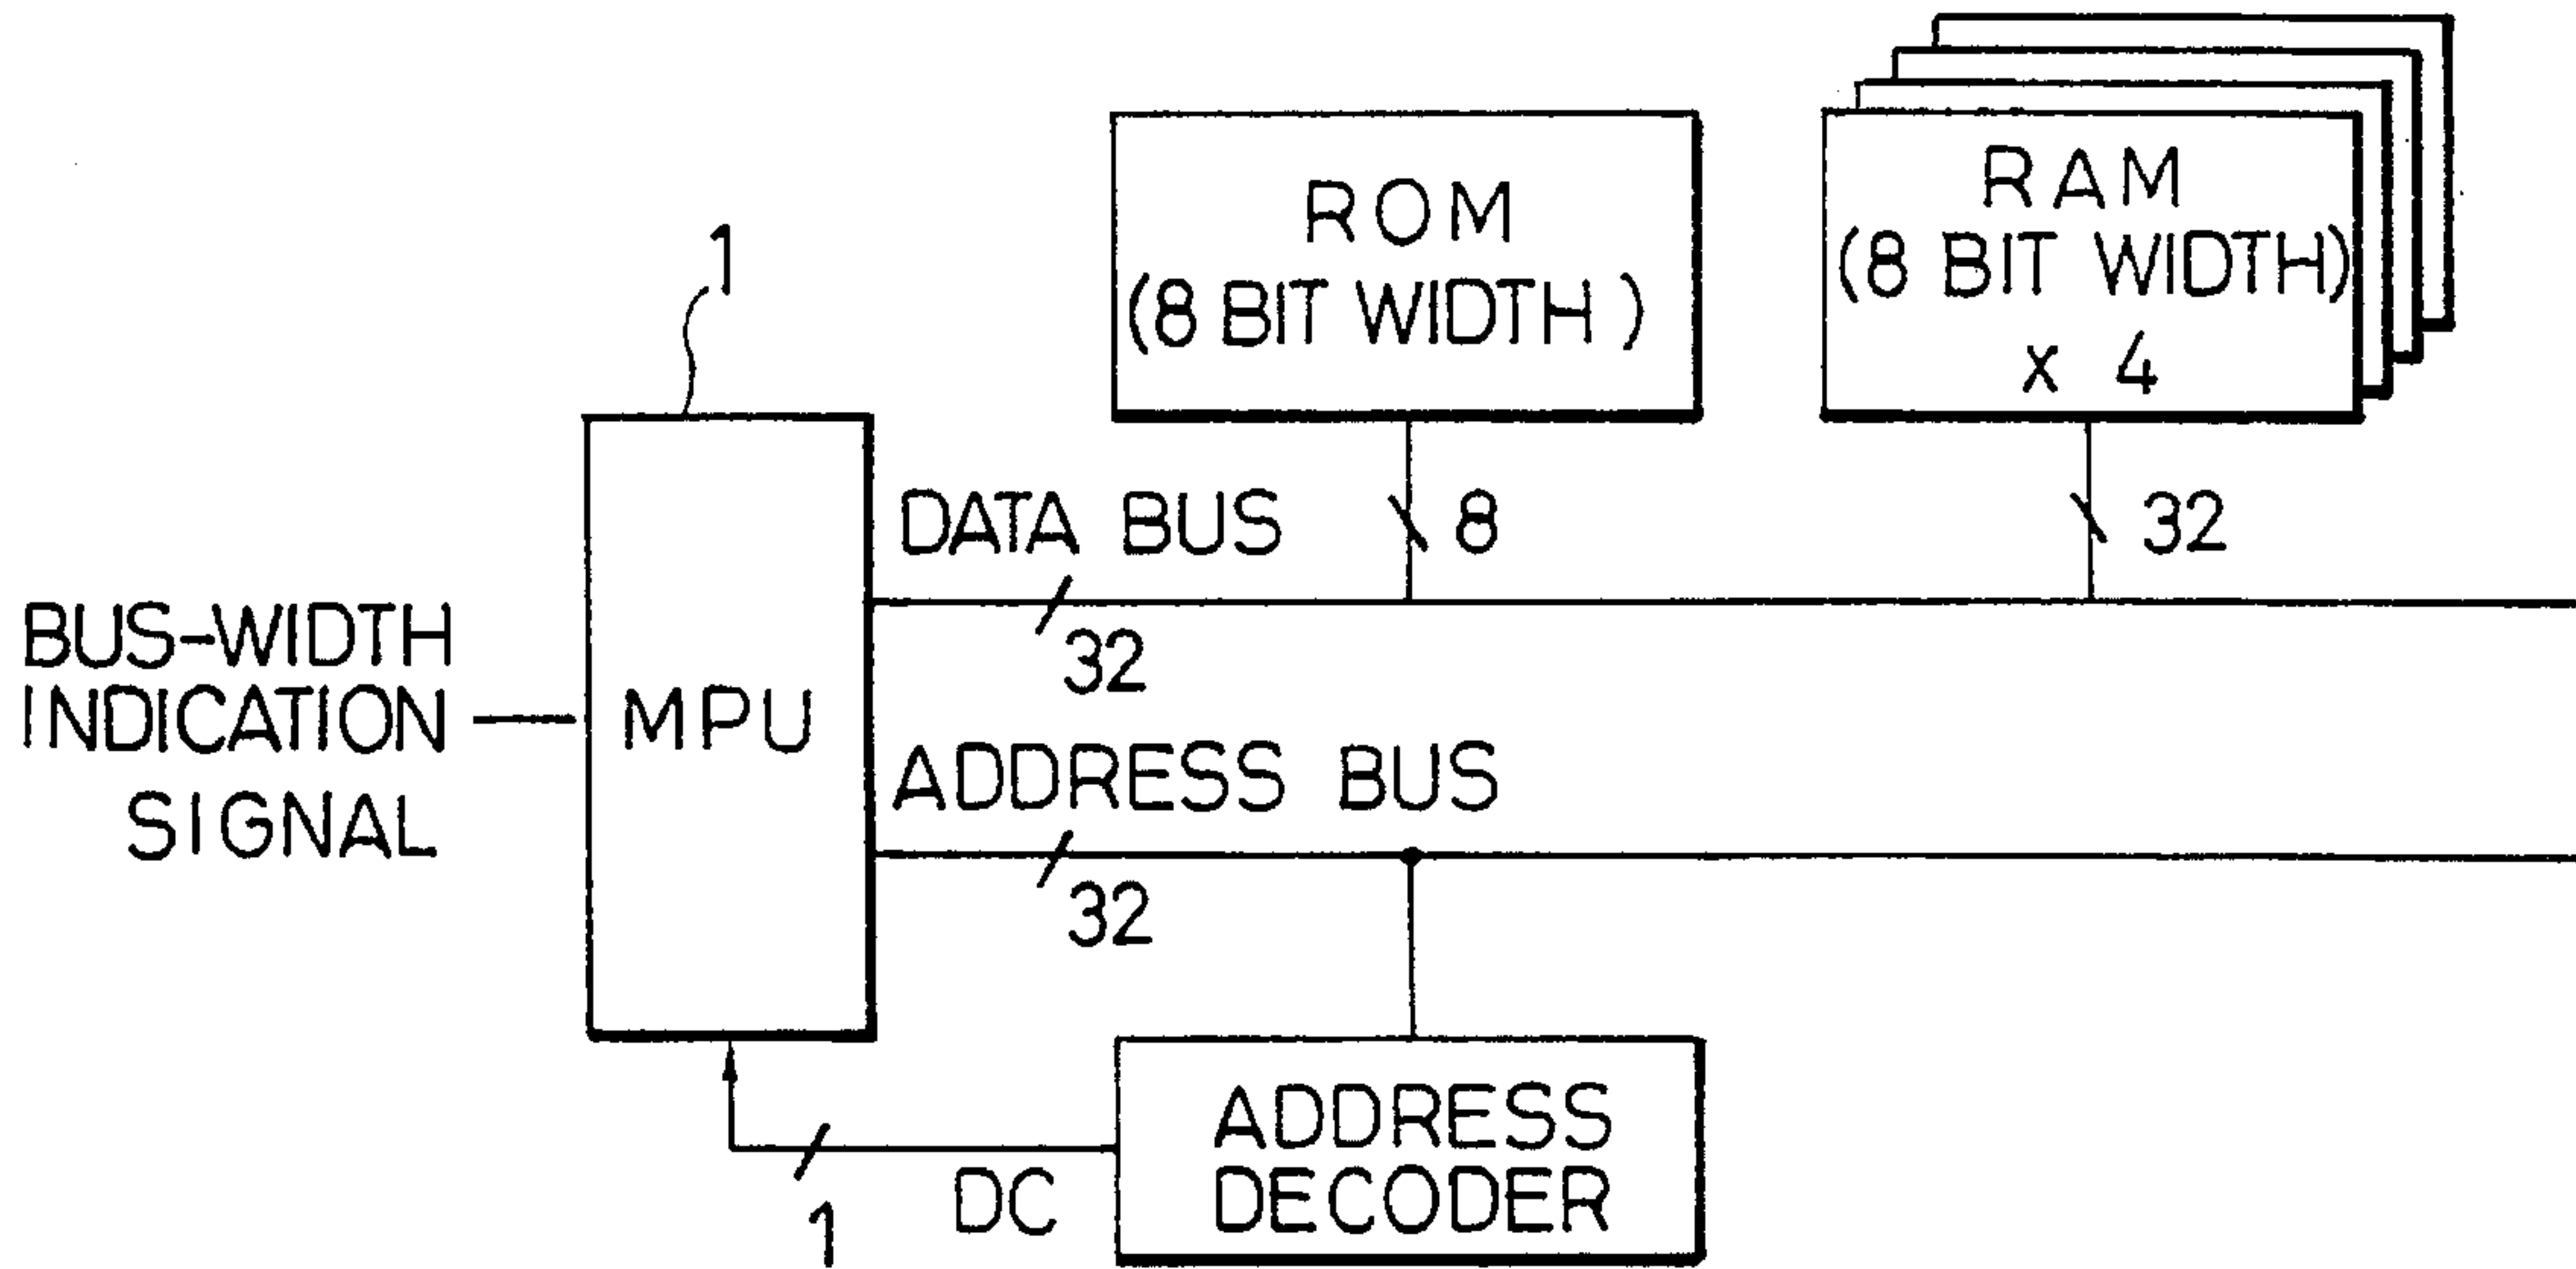 1
ROM
(8 BIT WIDTH)
RAM
(8 BIT WIDTH)
x 4
DATA BUS
8
32
32
BUS-WIDTH
INDICATION
SIGNAL
MPU
ADDRESS BUS
32
ADDRESS
DECODER
DC
1